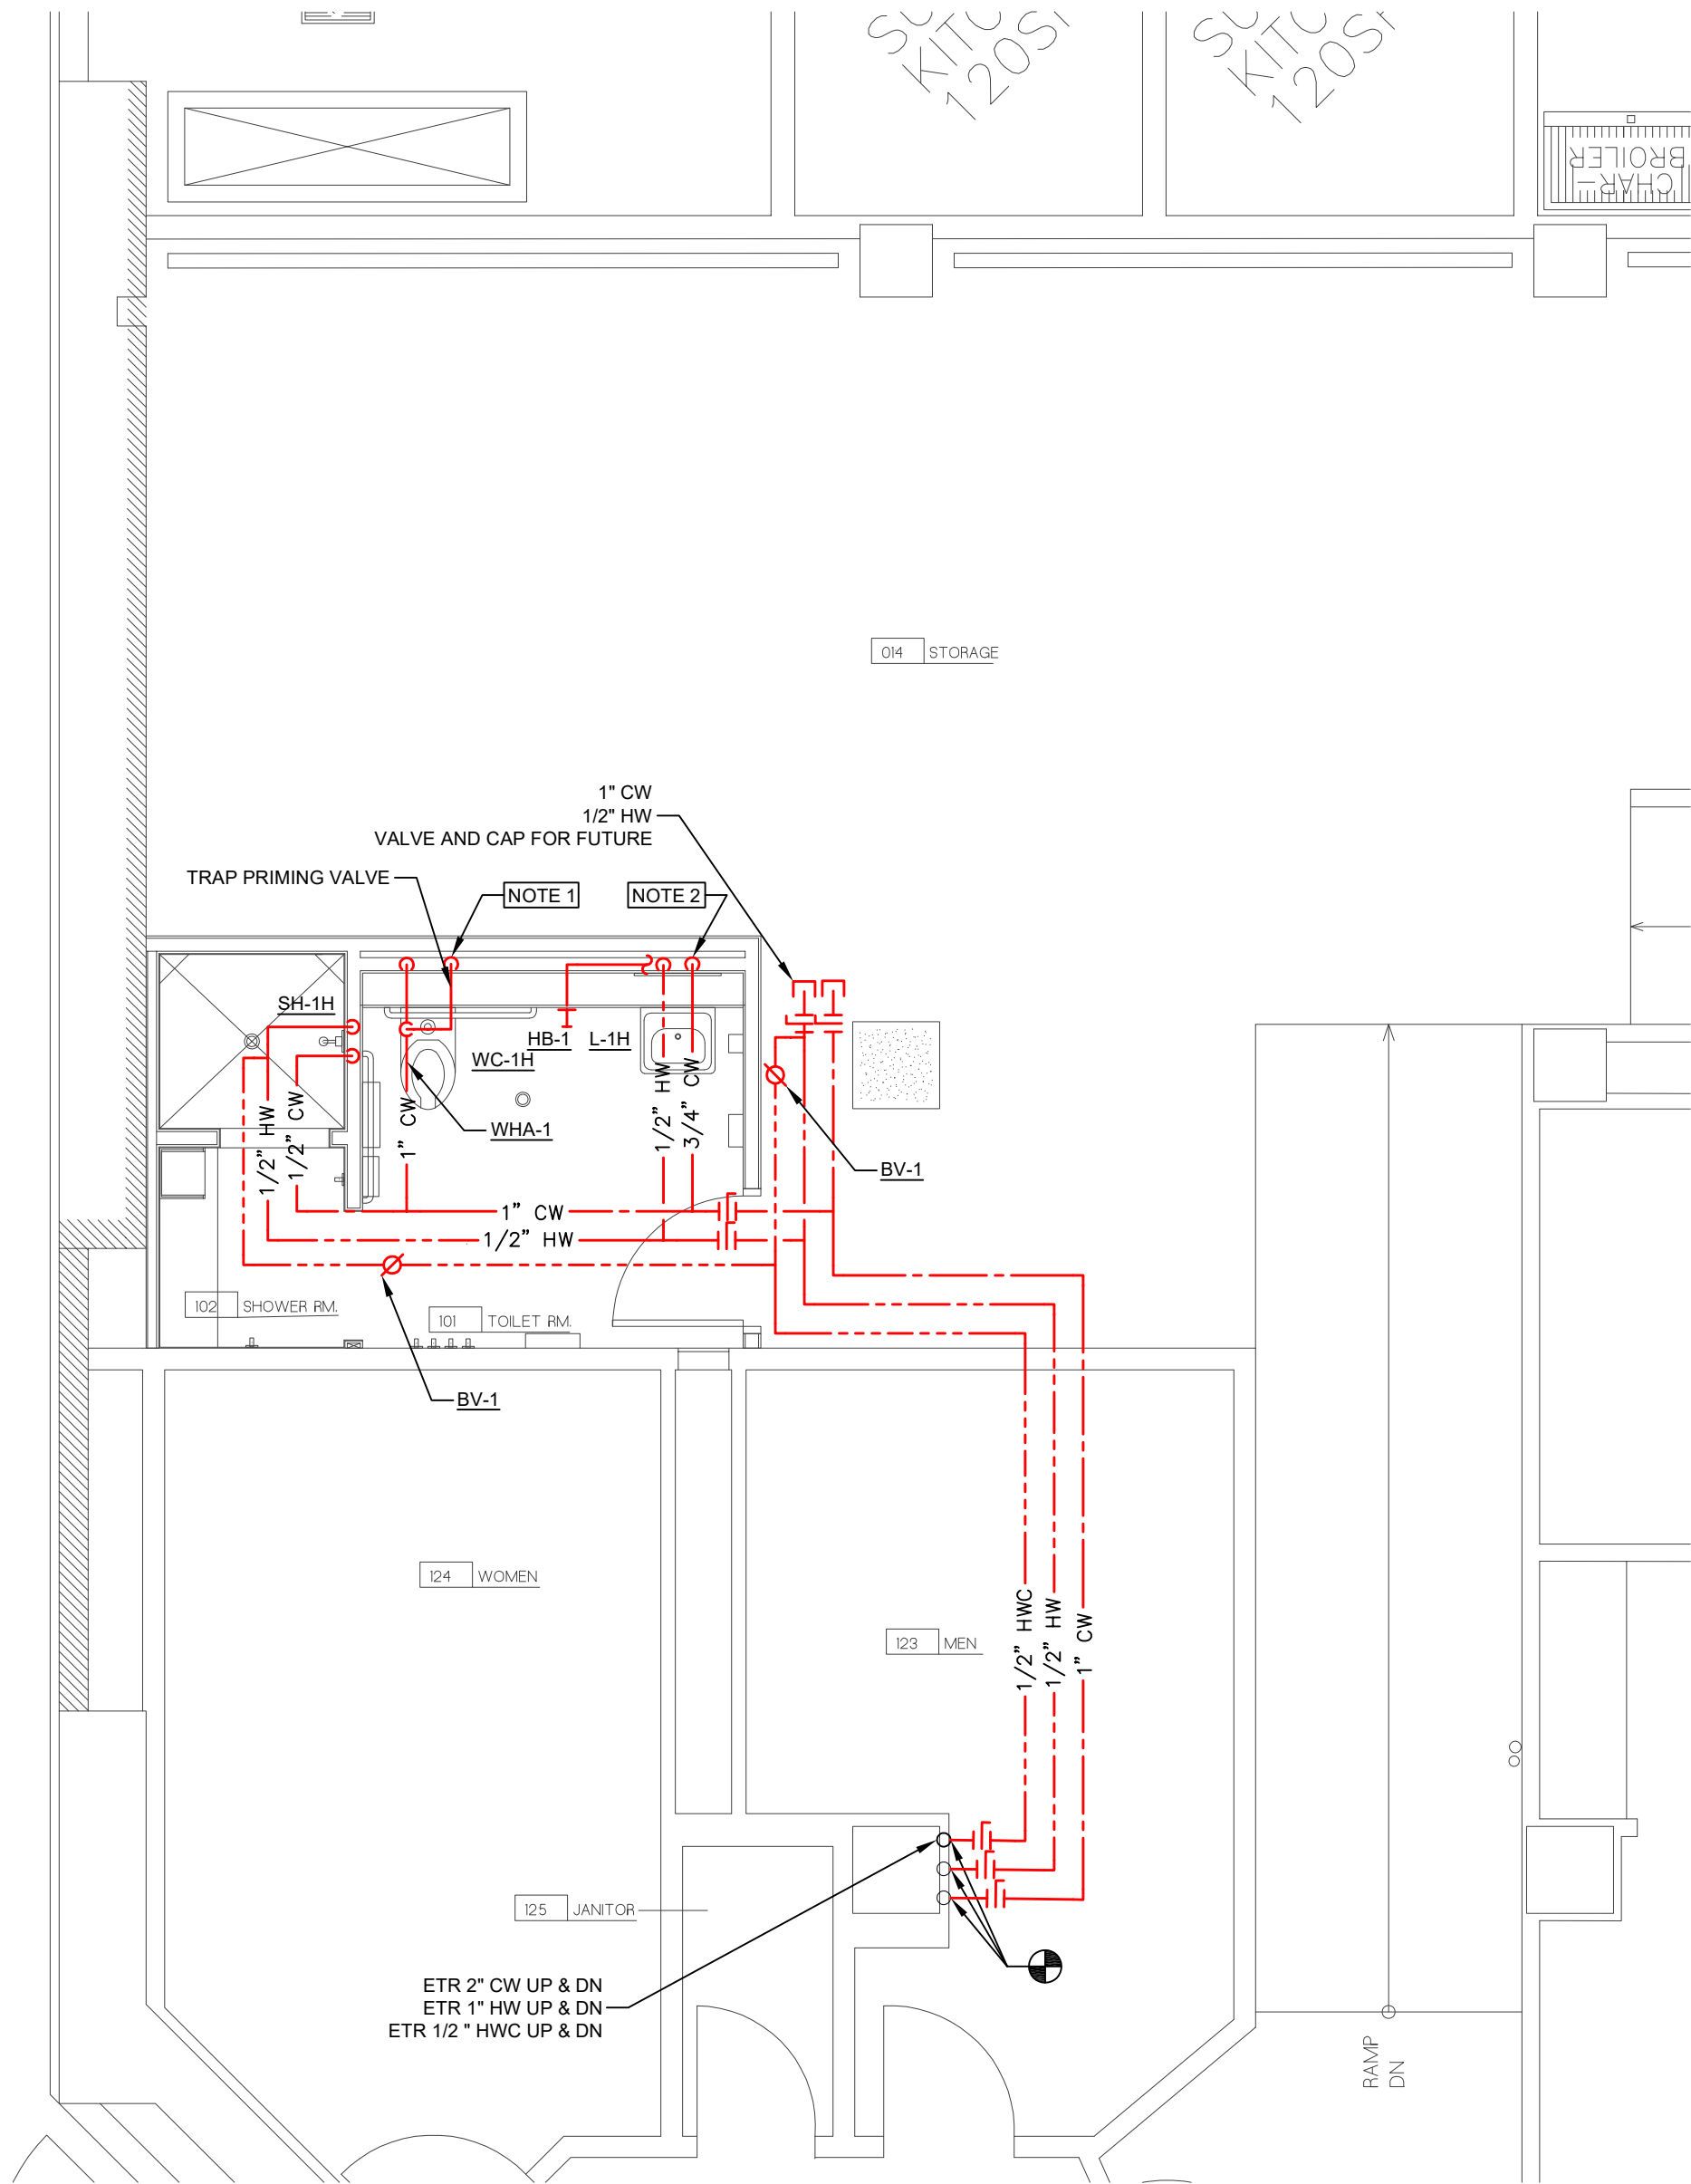 KITC
120SF
KITC
120SF
CHAR-
BROILER
014 STORAGE
1" CW
1/2" HW
VALVE AND CAP FOR FUTURE
TRAP PRIMING VALVE
NOTE 1
NOTE 2
SH-1H
WC-1H
HB-1
L-1H
WHA-1
1/2" HW
1/2" CW
1" CW
1/2" HW
3/4" CW
BV-1
1" CW
1/2" HW
102 SHOWER RM.
101 TOILET RM.
BV-1
124 WOMEN
123 MEN
1/2" HWC
1/2" HW
1" CW
125 JANITOR
ETR 2" CW UP & DN
ETR 1" HW UP & DN
ETR 1/2 " HWC UP & DN
RAMP
DN